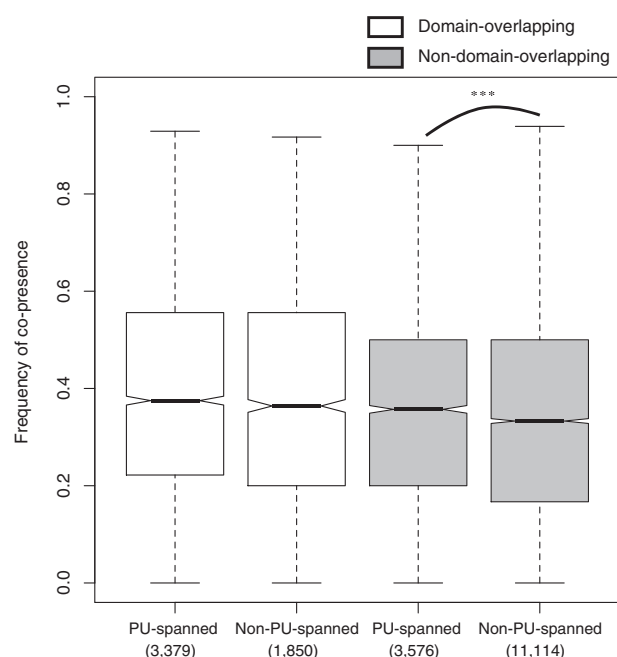 Domain-overlapping
Non-domain-overlapping
***
1.0
0.8
0.6
0.4
0.2
0.0
Frequency of co-presence
PU-spanned Non-PU-spanned PU-spanned Non-PU-spanned
(3,379) (1,850) (3,576) (11,114)